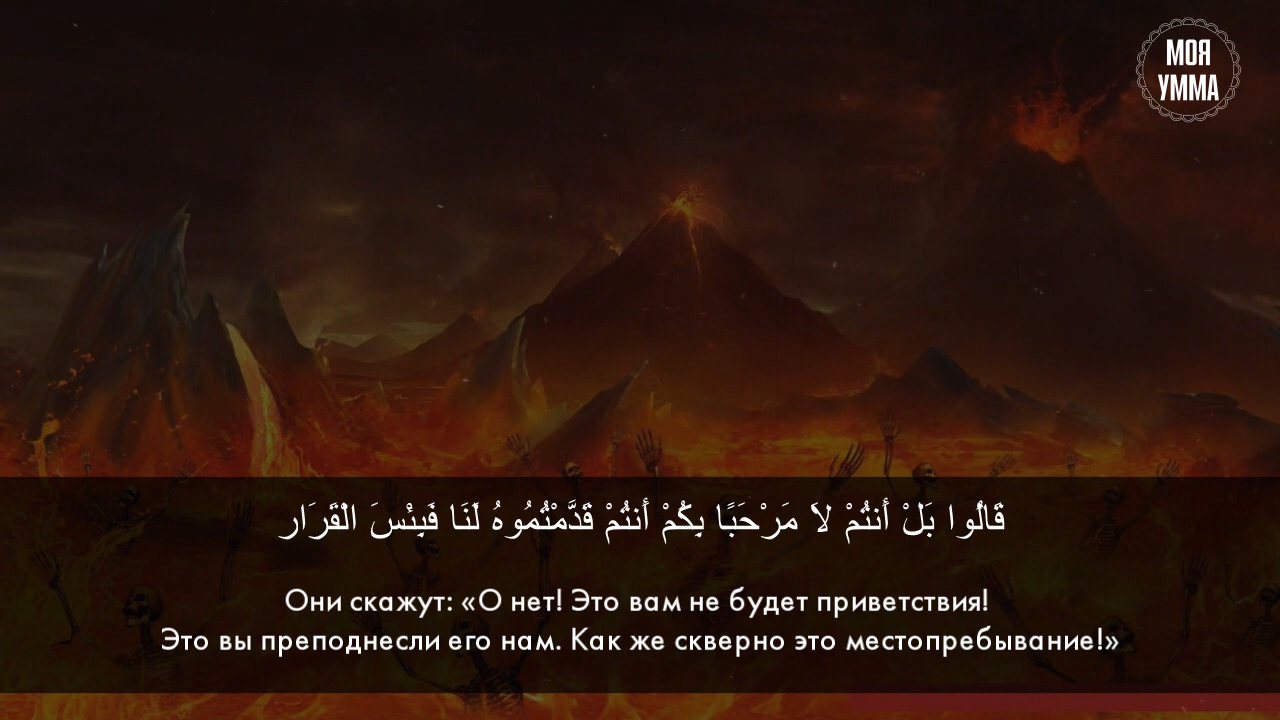 МОЯ
УММА
قَالُوا بَلْ أَنتُمْ لاَ مَرْحَبًا بِكُمْ أَنتُمْ قَدَّمْتُمُوهُ لَنَا فَبِئْسَ الْقَرَار
Они скажут: «О нет! Это вам не будет приветствия!
Это вы преподнесли его нам. Как же скверно это местопребывание!»